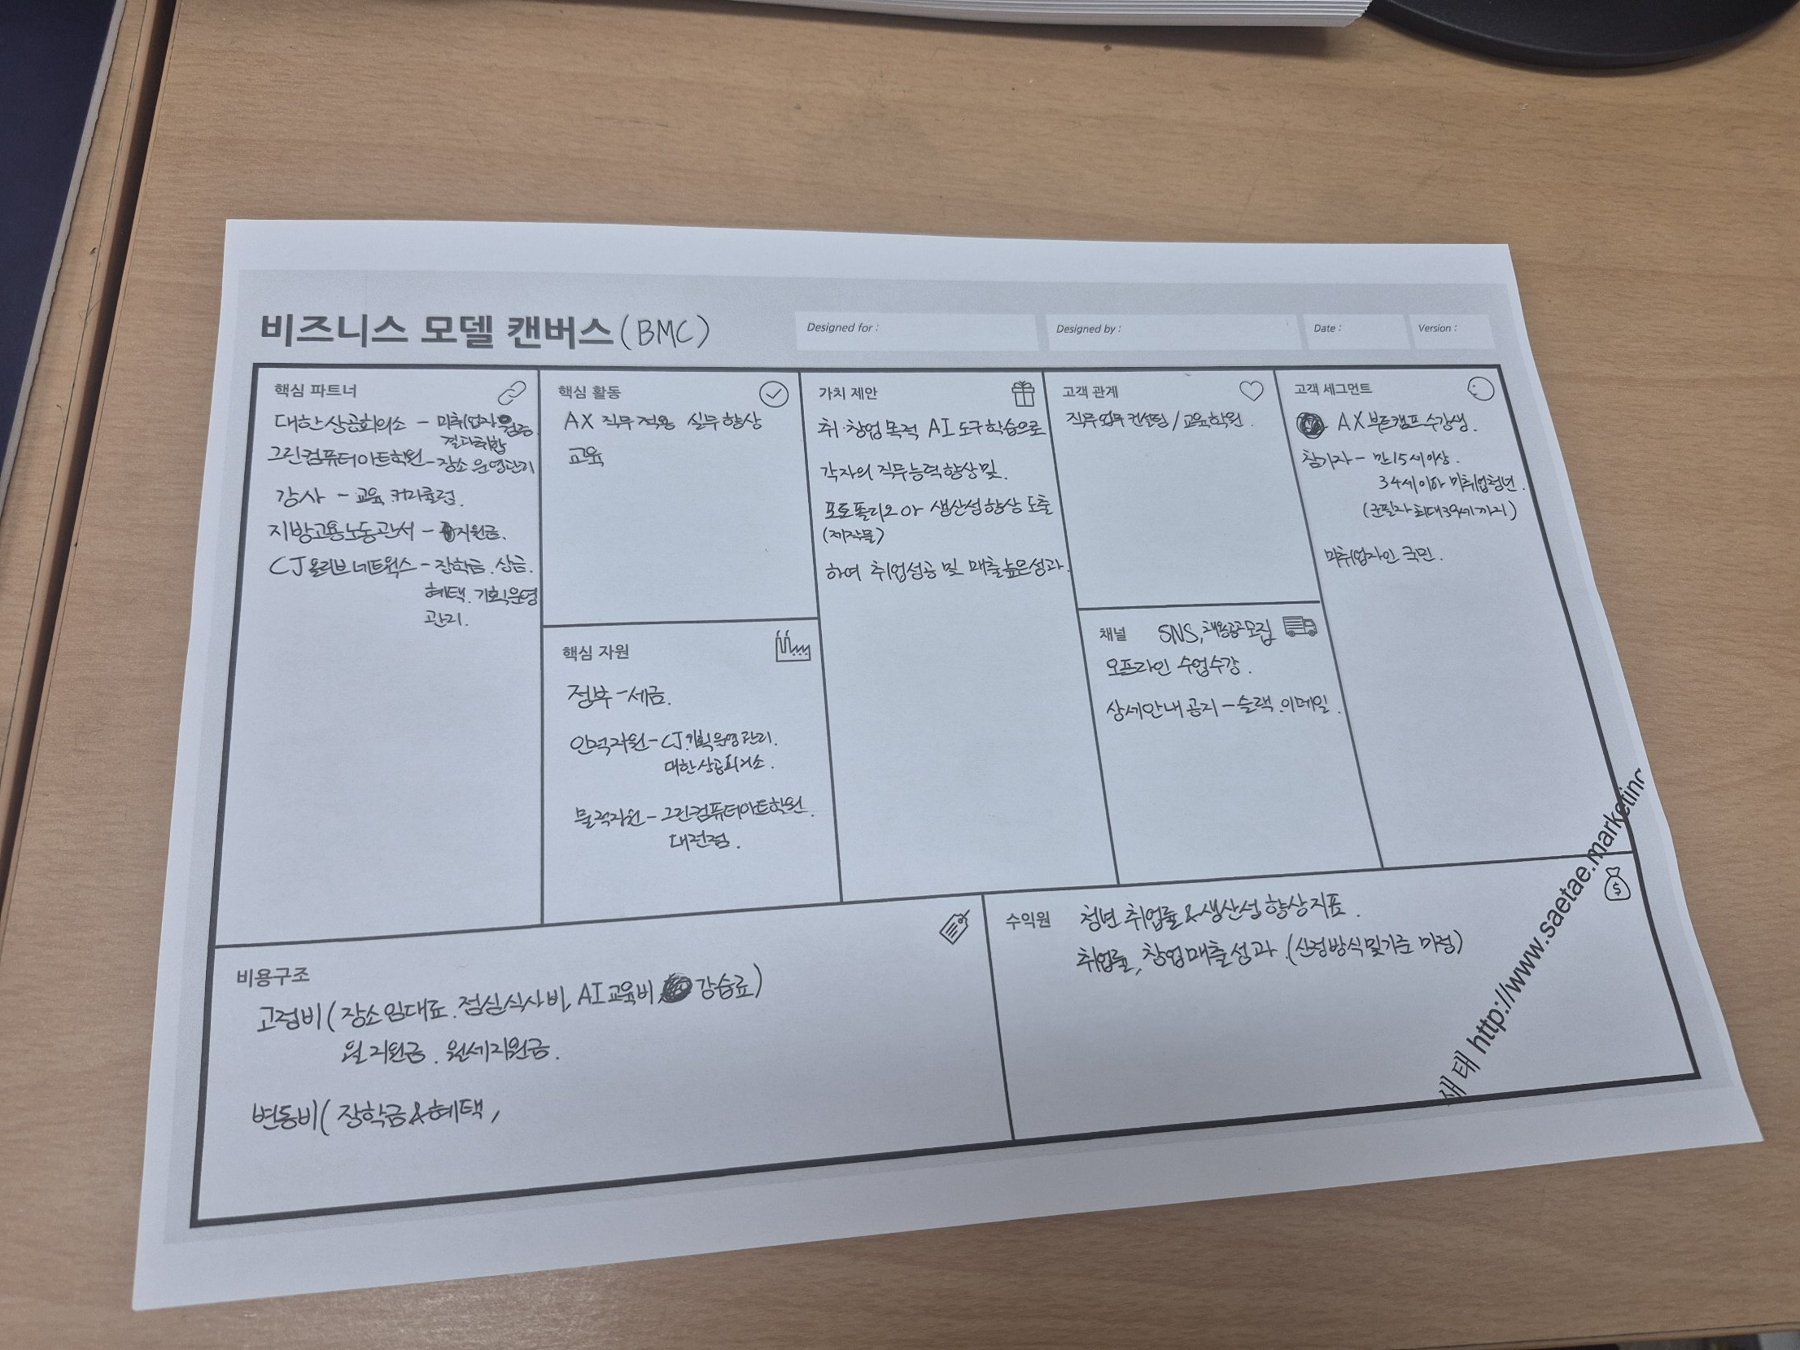 비즈니스 모델 캔버스 (BMC)
Designed for :
Designed by :
Date :
Version :
핵심 파트너
대한상공회의소 - 미취업자
결과취합
그린컴퓨터아트학원 - 장소 운영관리
강사 - 교육 커리큘럼.
지방고용노동관서 - 지원금.
CJ 올리브네트웍스 - 장학금. 상금.
혜택. 기획운영
관리.
핵심 활동
AX 직무적용 실무향상
교육
핵심 자원
정부 - 세금.
인적자원 - CJ.기획운영관리.
대한상공회의소.
물적자원 - 그린컴퓨터아트학원.
대전점.
가치 제안
취·창업 목적 AI 도구학습으로
각자의 직무능력향상 및
포트폴리오 생산성향상 도출
(제작물)
하여 취업성공 및 매출높은성과.
고객 관계
직무업무 컨설팅 / 교육학원.
채널 SNS, 채용공고모집
오프라인 수업수강.
상세안내 공지 - 슬랙. 이메일.
고객 세그먼트
AX부트캠프 수강생.
참가자 - 만 15세이상.
34세이하 미취업청년.
(군필자 최대39세까지)
미취업자인 국민.
비용구조
고정비 ( 장소임대료. 점심식사비, AI교육비, 강습료)
월지원금. 월세지원금.
변동비 ( 장학금&혜택,
수익원 청년 취업률&생산성향상지표.
취업률, 창업매출성과. (산정방식및기준 미정)
새태 http://www.saetae.marketing